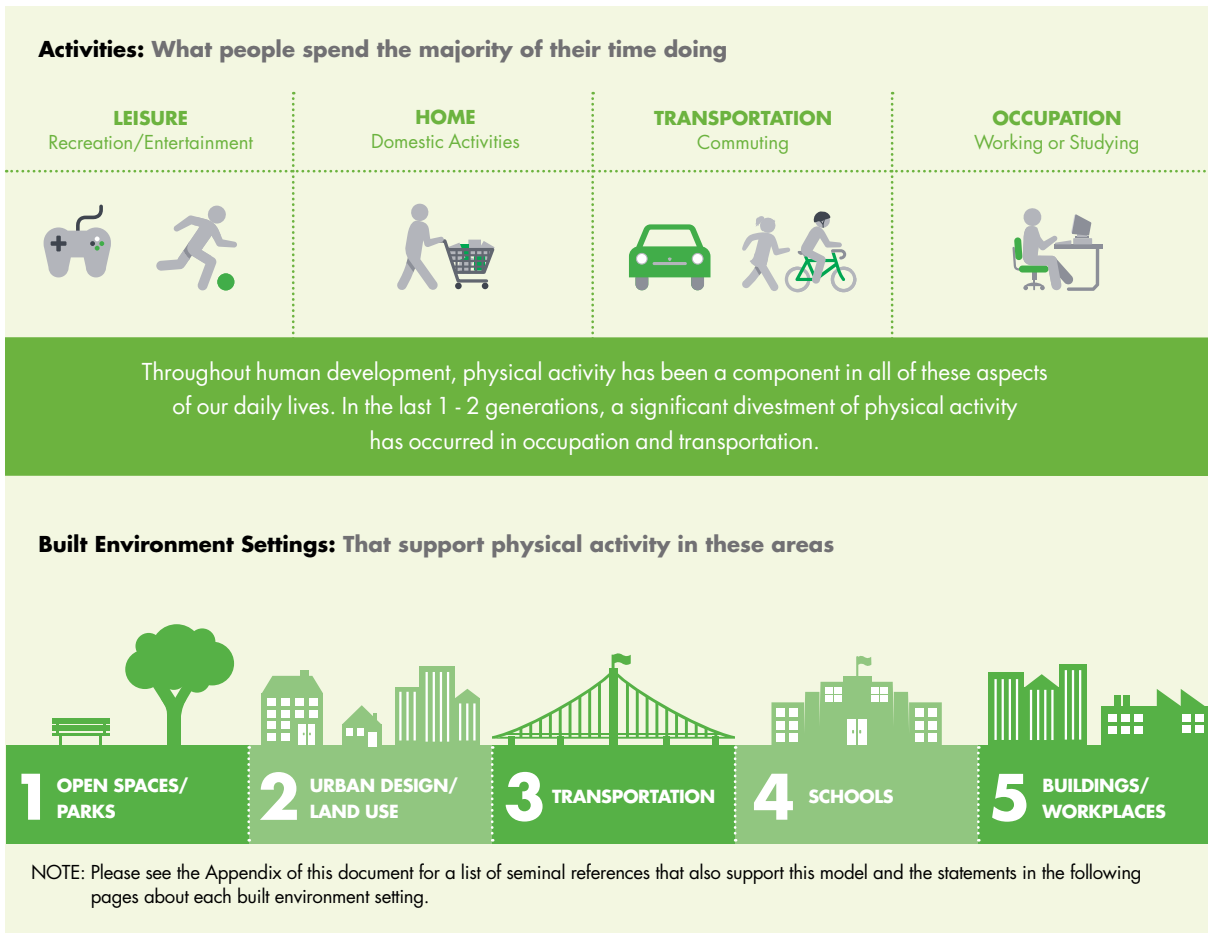 Activities: What people spend the majority of their time doing
LEISURE
Recreation/Entertainment
HOME
Domestic Activities
TRANSPORTATION
Commuting
OCCUPATION
Working or Studying
Throughout human development, physical activity has been a component in all of these aspects
of our daily lives. In the last 1 - 2 generations, a significant divestment of physical activity
has occurred in occupation and transportation.
Built Environment Settings: That support physical activity in these areas
1 OPEN SPACES/
PARKS
2 URBAN DESIGN/
LAND USE
3 TRANSPORTATION
4 SCHOOLS
5 BUILDINGS/
WORKPLACES
NOTE: Please see the Appendix of this document for a list of seminal references that also support this model and the statements in the following
pages about each built environment setting.